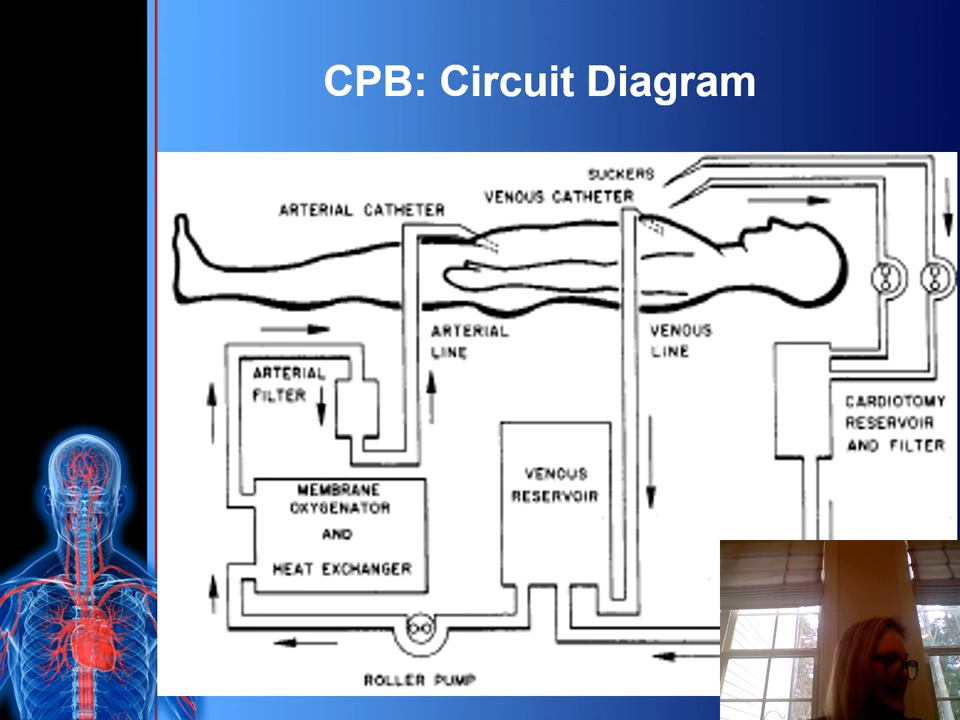 CPB: Circuit Diagram
SUCKERS
VENOUS CATHETER
ARTERIAL CATHETER
ARTERIAL
LINE
VENOUS
LINE
ARTERIAL
FILTER
CARDIOTOMY
RESERVOIR
AND FILTER
VENOUS
RESERVOIR
MEMBRANE
OXYGENATOR
AND
HEAT EXCHANGER
ROLLER PUMP